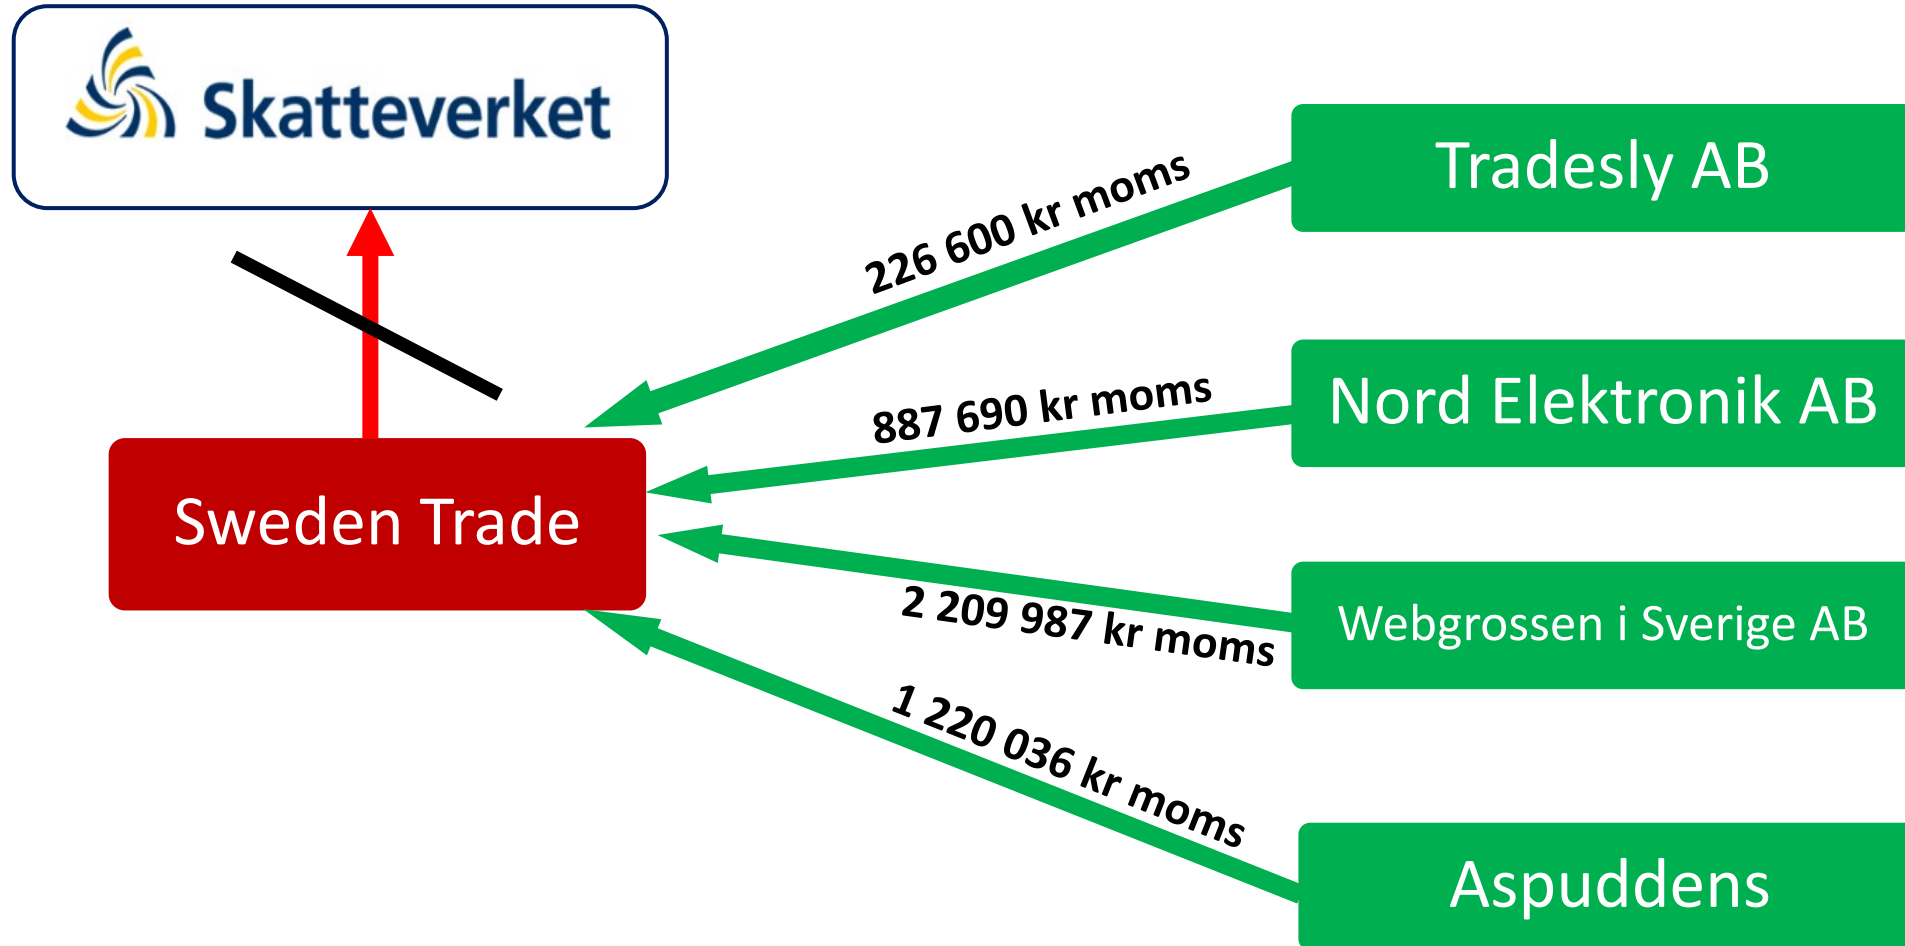 Skatteverket
Tradesly AB
226 600 kr moms
Nord Elektronik AB
887 690 kr moms
Sweden Trade
2 209 987 kr moms
Webgrossen i Sverige AB
1 220 036 kr moms
Aspuddens